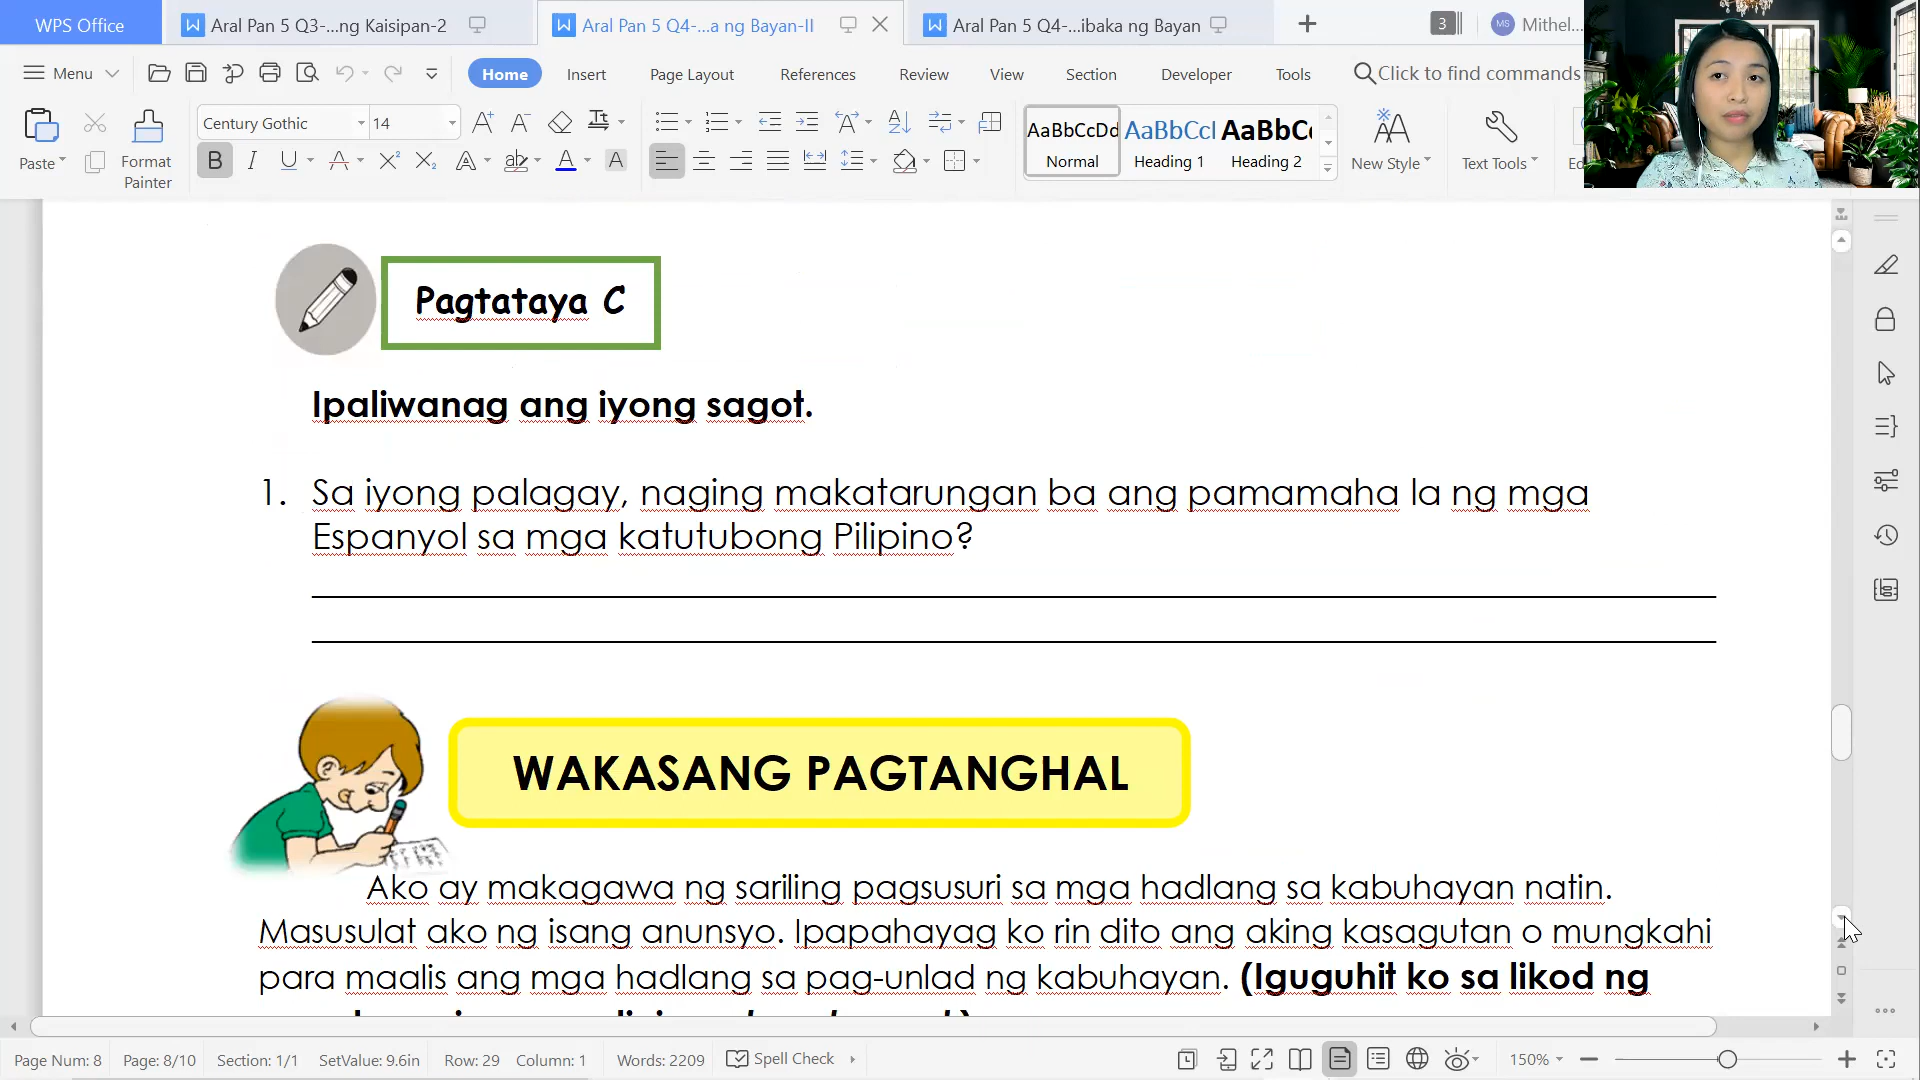 WPS Office
Aral Pan 5 Q3-...ng Kaisipan-2
Aral Pan 5 Q4-...a ng Bayan-II
Aral Pan 5 Q4-...ibaka ng Bayan
3
MS
Mithel...
Menu
Home
Insert
Page Layout
References
Review
View
Section
Developer
Tools
Click to find commands
Paste
Format
Painter
Century Gothic
14
AaBbCcDd
Normal
AaBbCcl
Heading 1
AaBbC
Heading 2
New Style
Text Tools
Pagtataya C
Ipaliwanag ang iyong sagot.
1. Sa iyong palagay, naging makatarungan ba ang pamamaha la ng mga
Espanyol sa mga katutubong Pilipino?
WAKASANG PAGTANGHAL
Ako ay makagawa ng sariling pagsusuri sa mga hadlang sa kabuhayan natin.
Masusulat ako ng isang anunsyo. Ipapahayag ko rin dito ang aking kasagutan o mungkahi
para maalis ang mga hadlang sa pag-unlad ng kabuhayan. (Iguguhit ko sa likod ng
Page Num: 8
Page: 8/10
Section: 1/1
SetValue: 9.6in
Row: 29
Column: 1
Words: 2209
Spell Check
150%